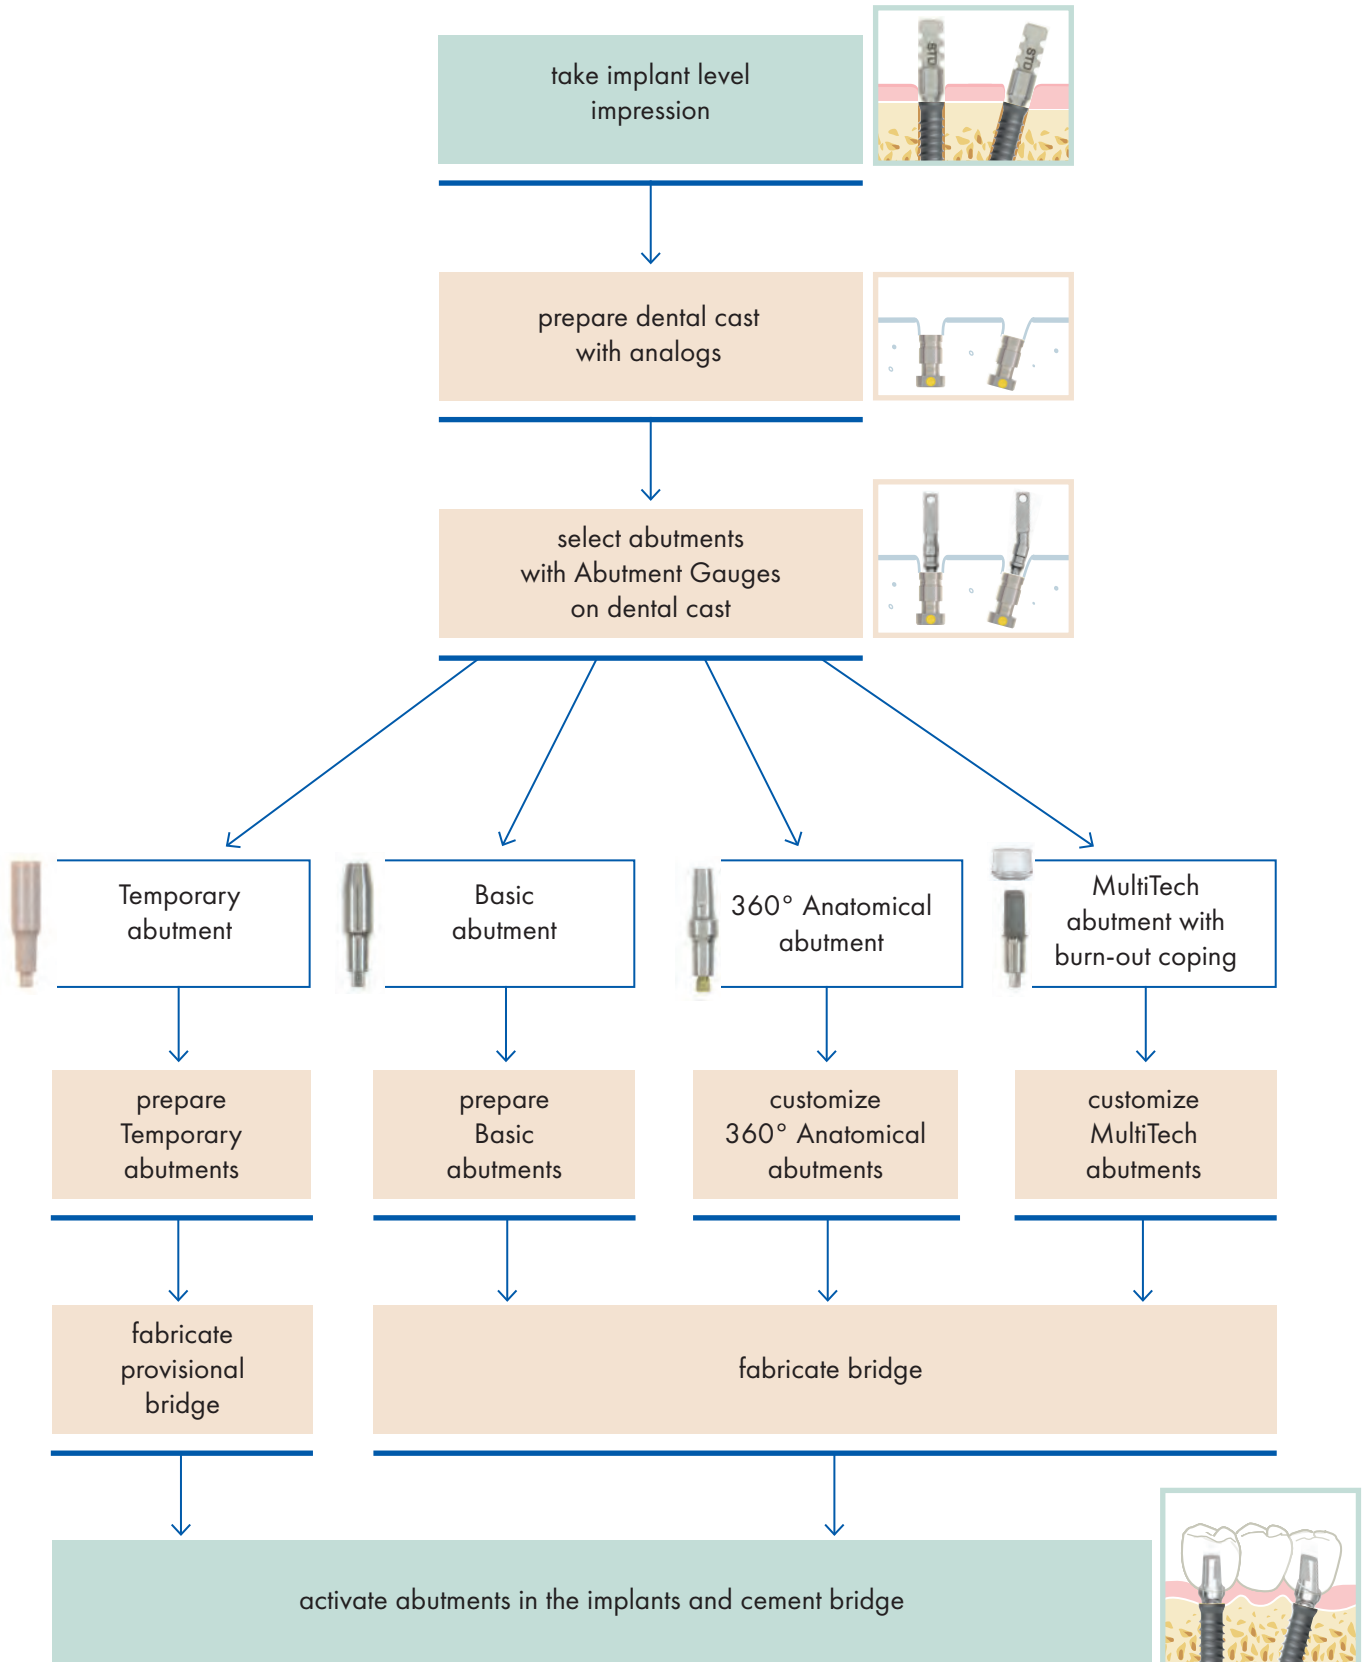 take implant level
impression
STD
STD
prepare dental cast
with analogs
select abutments
with Abutment Gauges
on dental cast
Temporary
abutment
Basic
abutment
360° Anatomical
abutment
MultiTech
abutment with
burn-out coping
prepare
Temporary
abutments
prepare
Basic
abutments
customize
360° Anatomical
abutments
customize
MultiTech
abutments
fabricate
provisional
bridge
fabricate bridge
activate abutments in the implants and cement bridge